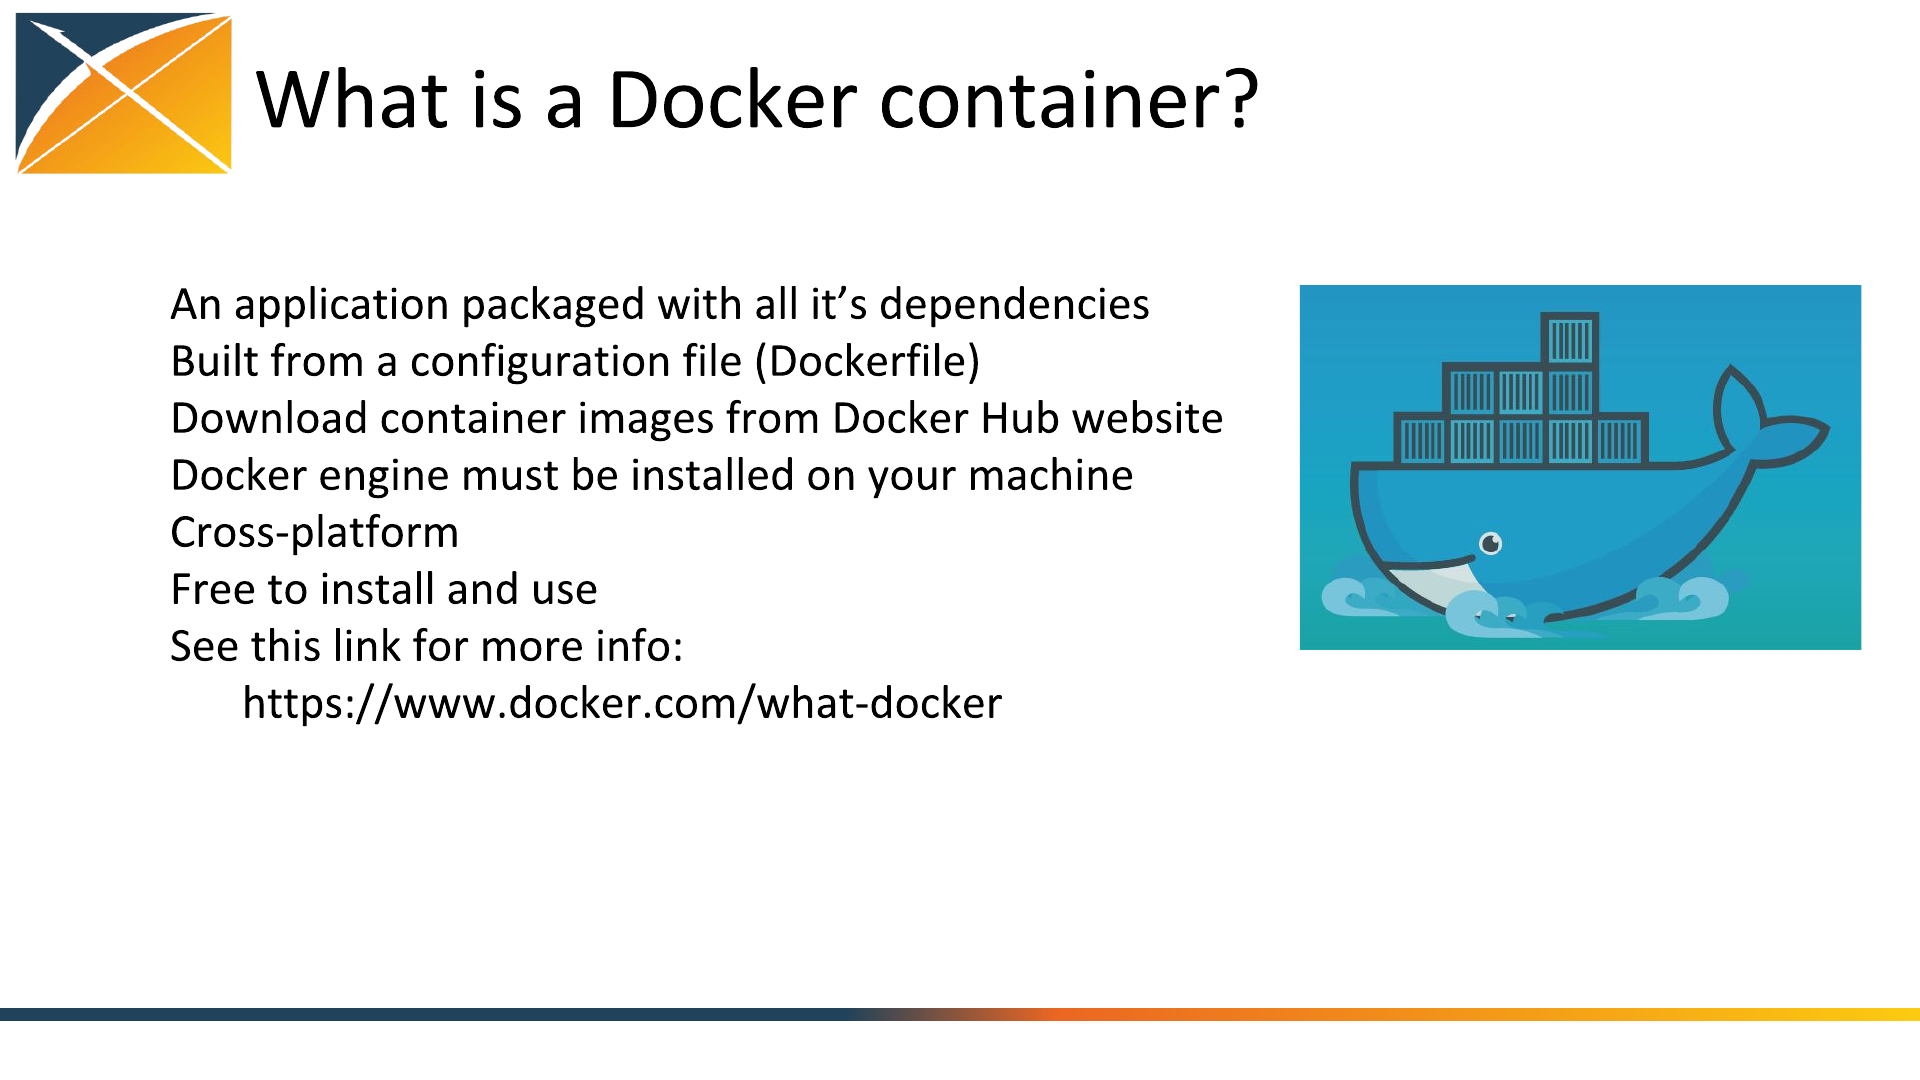 What is a Docker container?
An application packaged with all it’s dependencies
Built from a configuration file (Dockerfile)
Download container images from Docker Hub website
Docker engine must be installed on your machine
Cross-platform
Free to install and use
See this link for more info:
https://www.docker.com/what-docker